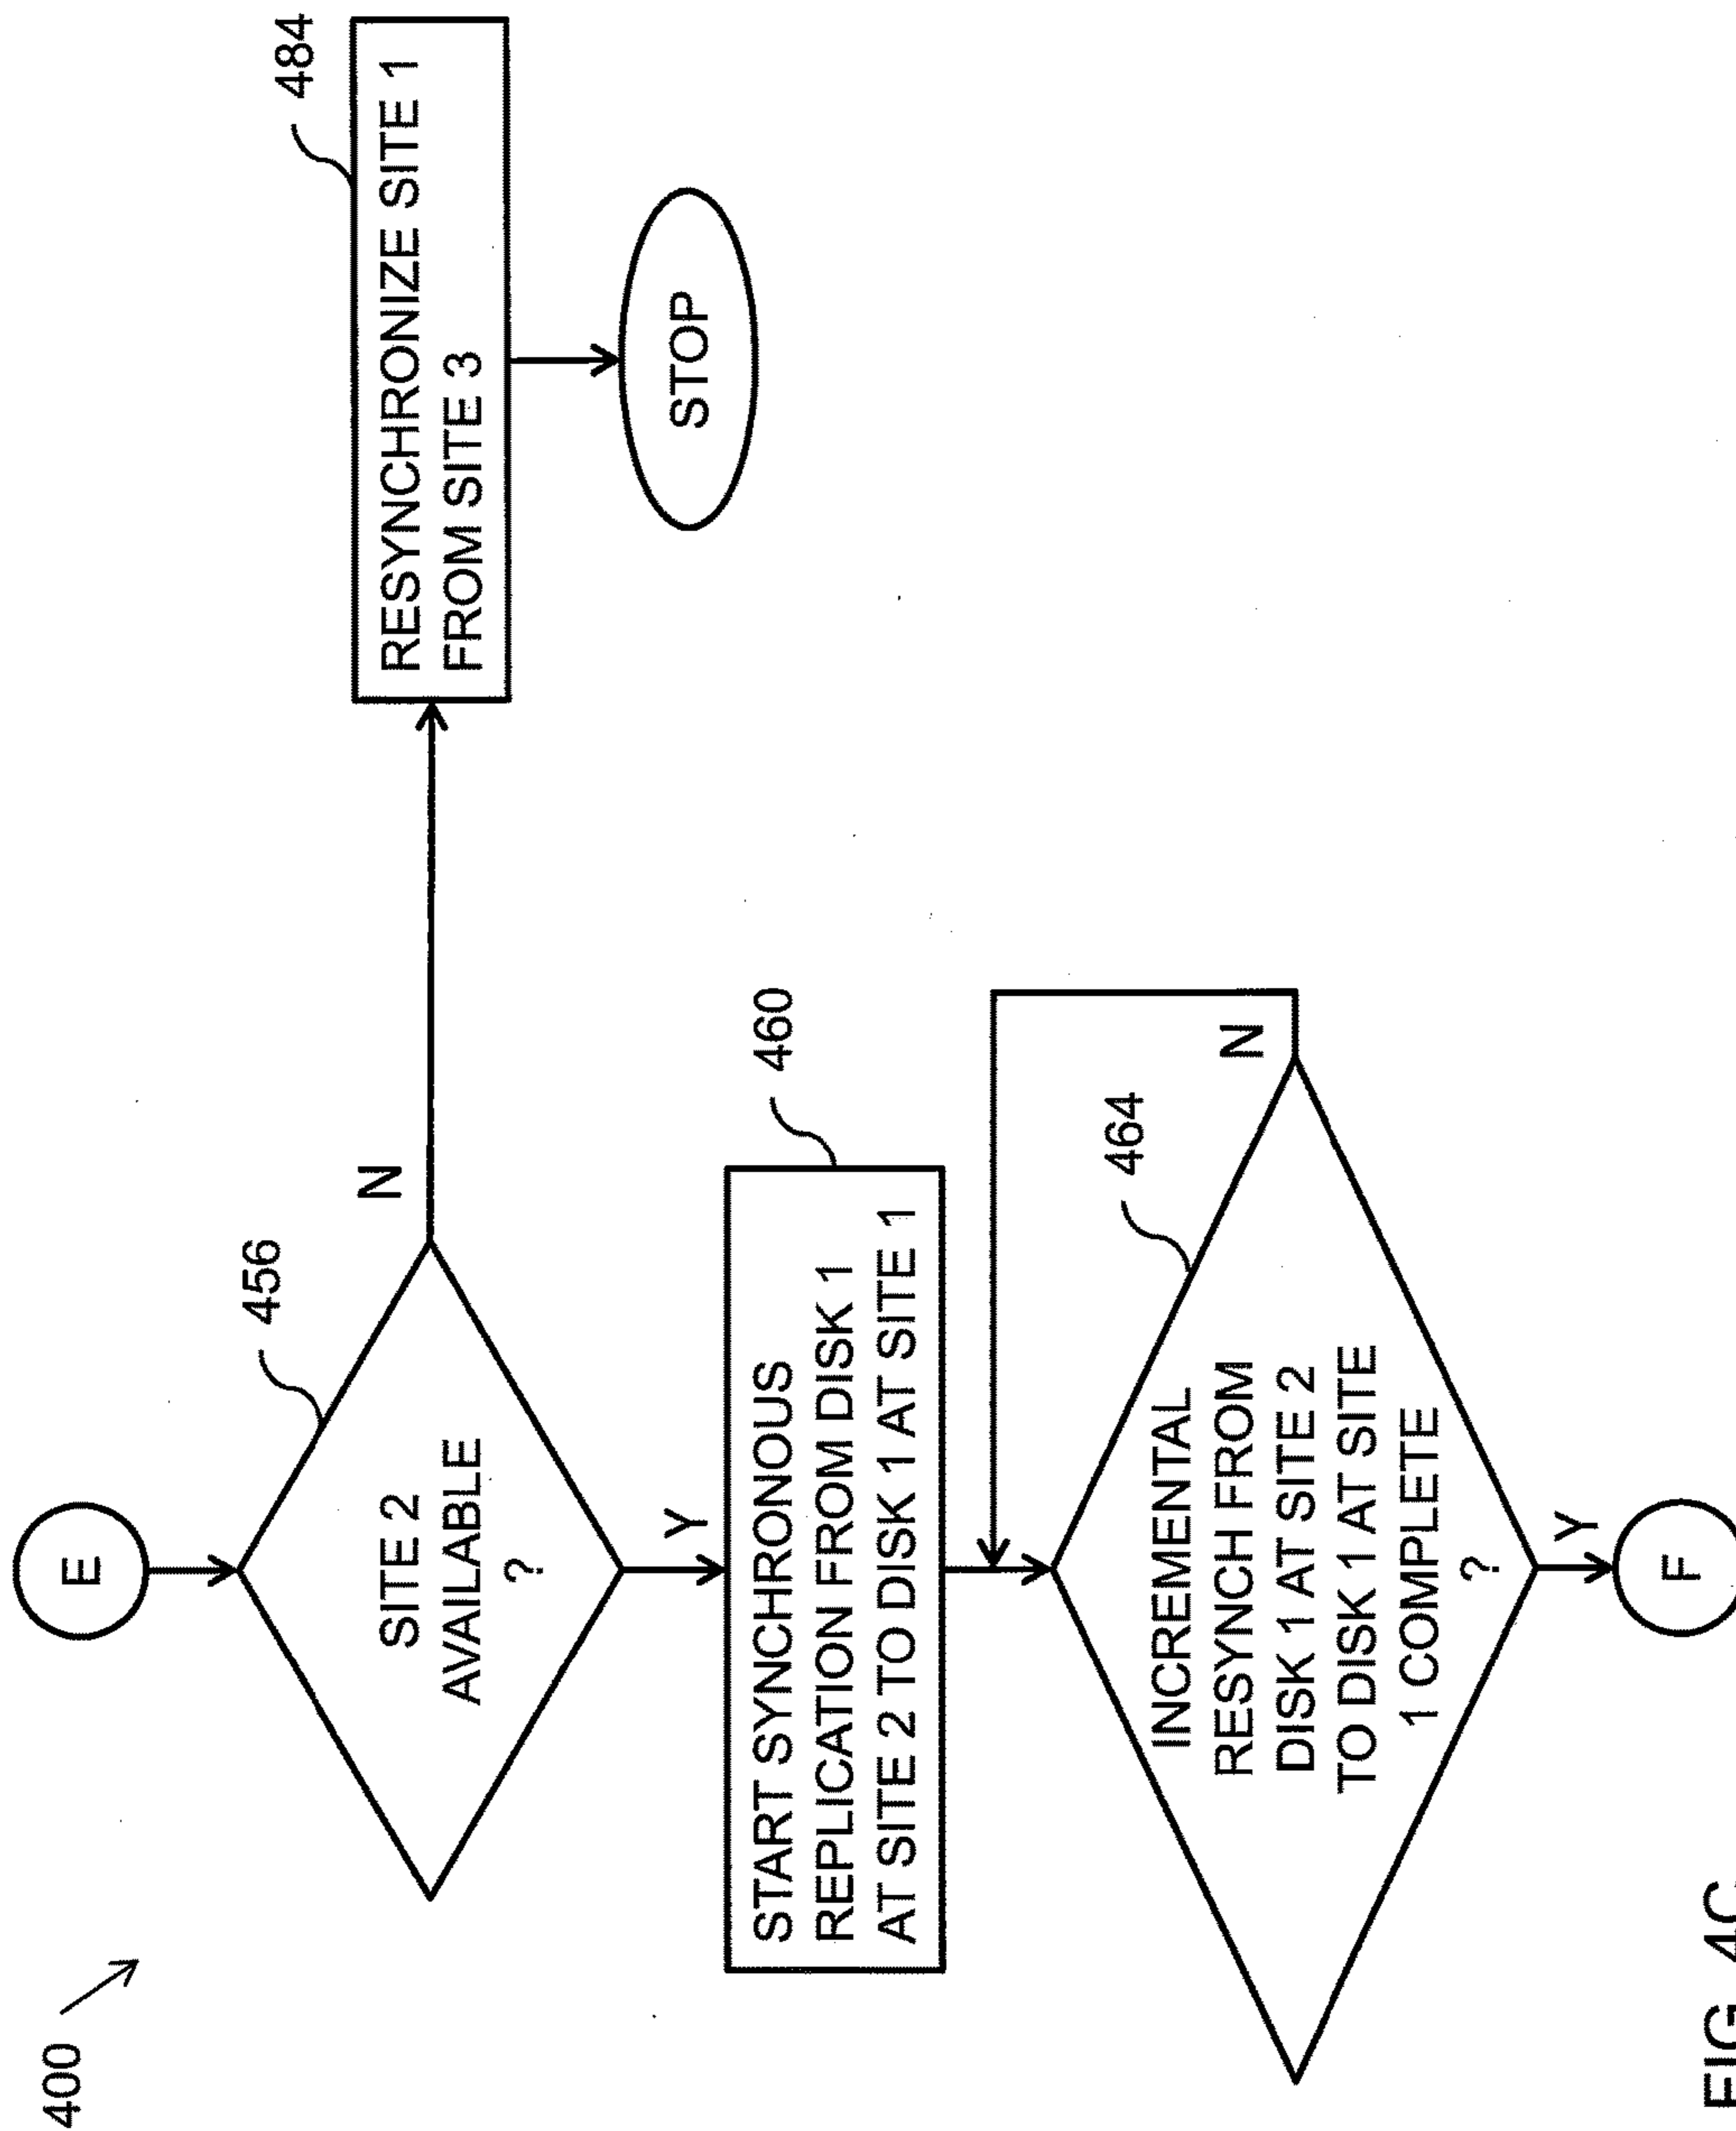 400
E
456
SITE 2
AVAILABLE
?
N
484
RESYNCHRONIZE SITE 1
FROM SITE 3
STOP
Y
460
START SYNCHRONOUS
REPLICATION FROM DISK 1
AT SITE 2 TO DISK 1 AT SITE 1
464
INCREMENTAL
RESYNCH FROM
DISK 1 AT SITE 2
TO DISK 1 AT SITE
1 COMPLETE
?
N
Y
F
FIG. 4C